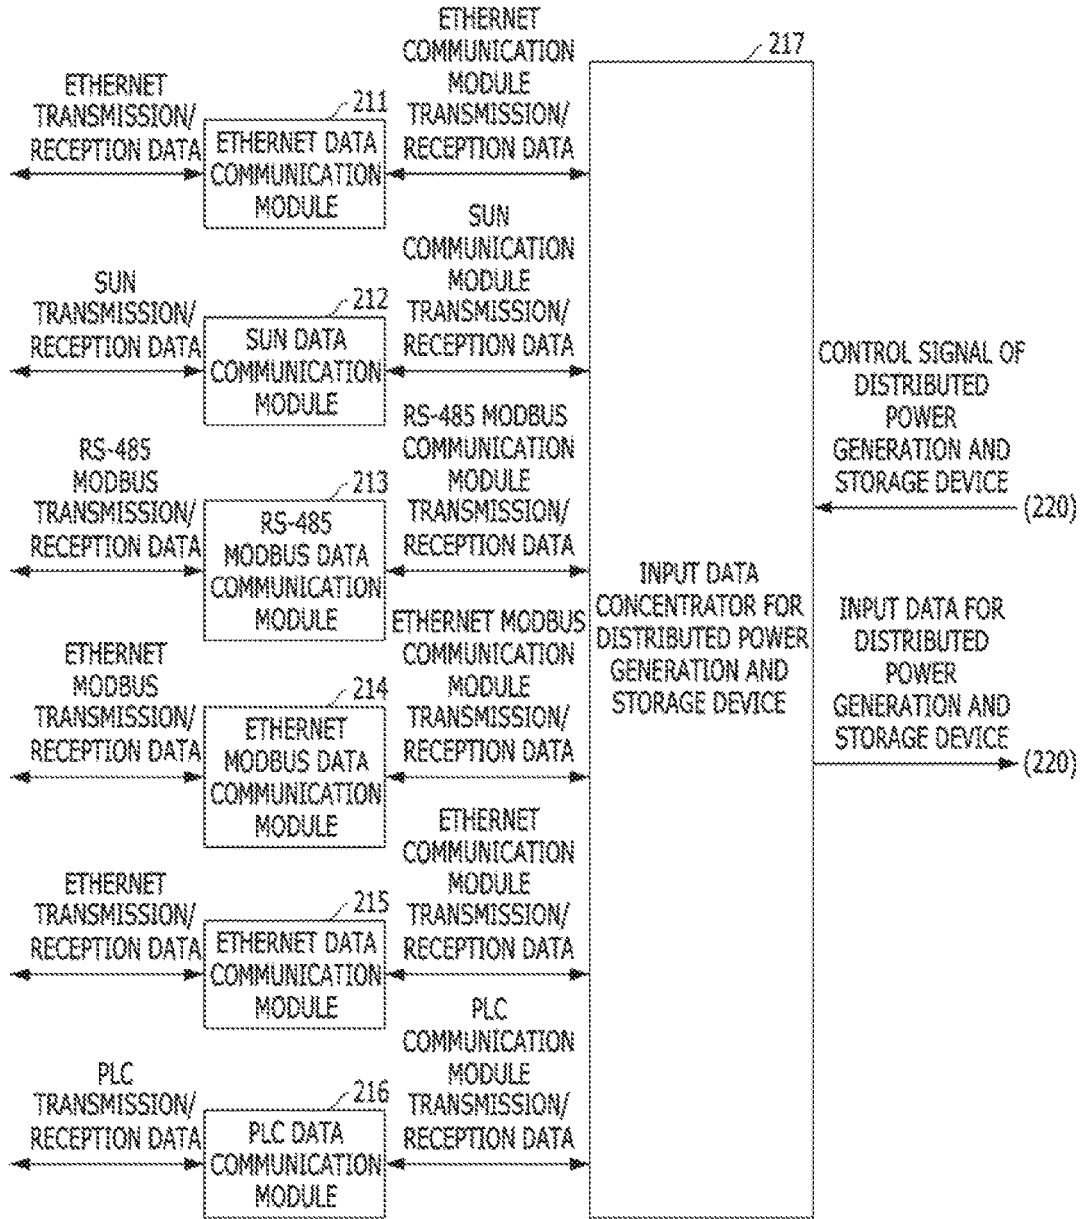 ETHERNET
COMMUNICATION
MODULE
TRANSMISSION/
RECEPTION DATA
217
ETHERNET
TRANSMISSION/
RECEPTION DATA
211
ETHERNET DATA
COMMUNICATION
MODULE
SUN
COMMUNICATION
MODULE
TRANSMISSION/
RECEPTION DATA
SUN
TRANSMISSION/
RECEPTION DATA
212
SUN DATA
COMMUNICATION
MODULE
CONTROL SIGNAL OF
DISTRIBUTED
POWER
GENERATION AND
STORAGE DEVICE
(220)
RS-485 MODBUS
COMMUNICATION
MODULE
TRANSMISSION/
RECEPTION DATA
RS-485
MODBUS
TRANSMISSION/
RECEPTION DATA
213
RS-485
MODBUS DATA
COMMUNICATION
MODULE
INPUT DATA
CONCENTRATOR FOR
DISTRIBUTED POWER
GENERATION AND
STORAGE DEVICE
INPUT DATA FOR
DISTRIBUTED
POWER
GENERATION AND
STORAGE DEVICE
(220)
ETHERNET MODBUS
COMMUNICATION
MODULE
TRANSMISSION/
RECEPTION DATA
ETHERNET
MODBUS
TRANSMISSION/
RECEPTION DATA
214
ETHERNET
MODBUS DATA
COMMUNICATION
MODULE
ETHERNET
COMMUNICATION
MODULE
TRANSMISSION/
RECEPTION DATA
ETHERNET
TRANSMISSION/
RECEPTION DATA
215
ETHERNET DATA
COMMUNICATION
MODULE
PLC
COMMUNICATION
MODULE
TRANSMISSION/
RECEPTION DATA
PLC
TRANSMISSION/
RECEPTION DATA
216
PLC DATA
COMMUNICATION
MODULE